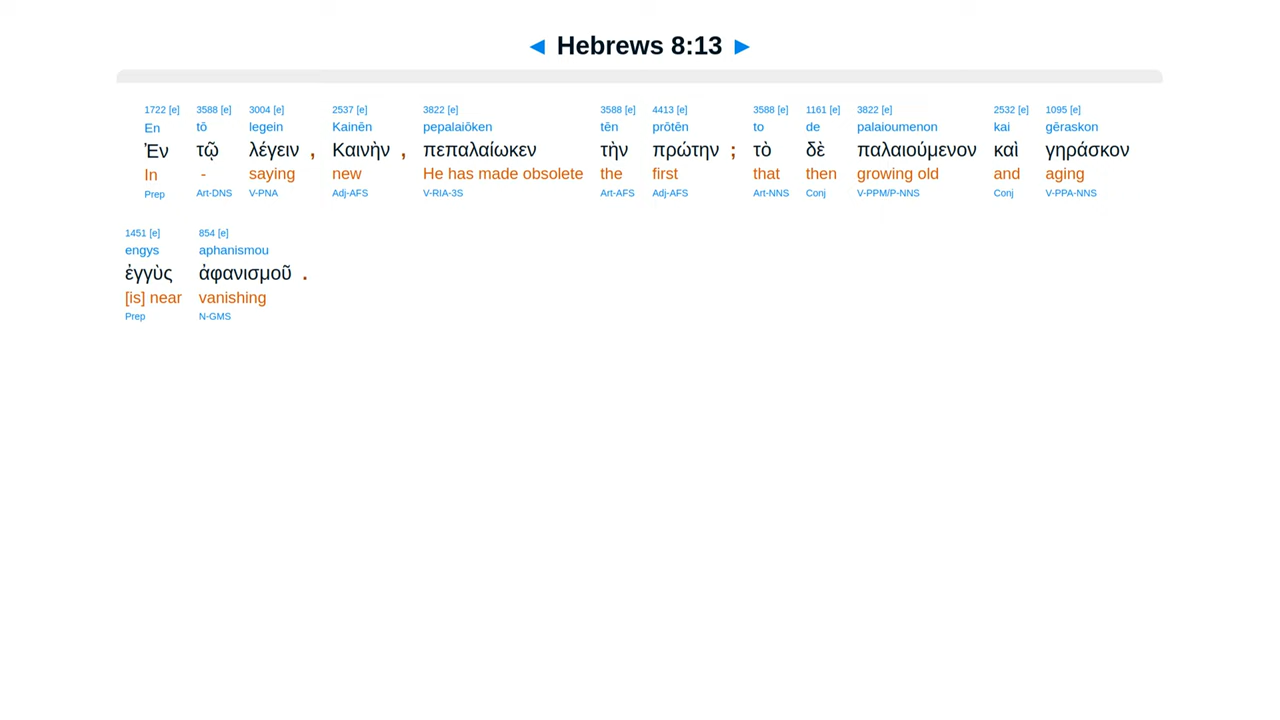 ◄ Hebrews 8:13 ►
1722 [e] 3588 [e] 3004 [e] 2537 [e] 3822 [e] 3588 [e] 4413 [e] 3588 [e] 1161 [e] 3822 [e] 2532 [e] 1095 [e]
En tō legein Kainēn pepalaiōken tēn prōtēn to de palaioumenon kai gēraskon
Ἐν τῷ λέγειν , Καινὴν , πεπαλαίωκεν τὴν πρώτην ; τὸ δὲ παλαιούμενον καὶ γηράσκον
In - saying new He has made obsolete the first that then growing old and aging
Prep Art-DNS V-PNA Adj-AFS V-RIA-3S Art-AFS Adj-AFS Art-NNS Conj V-PPM/P-NNS Conj V-PPA-NNS
1451 [e] 854 [e]
engys aphanismou
ἐγγὺς ἀφανισμοῦ .
[is] near vanishing
Prep N-GMS